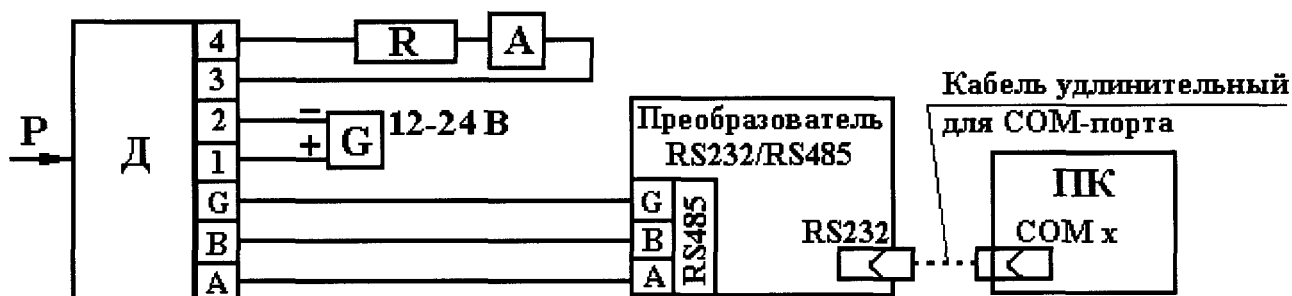 P
Д
4
3
2
1
G
B
A
R
A
−
+
G
12-24 В
Преобразователь
RS232/RS485
G
B
A
RS485
RS232
Кабель удлинительный
для COM-порта
ПК
COM x